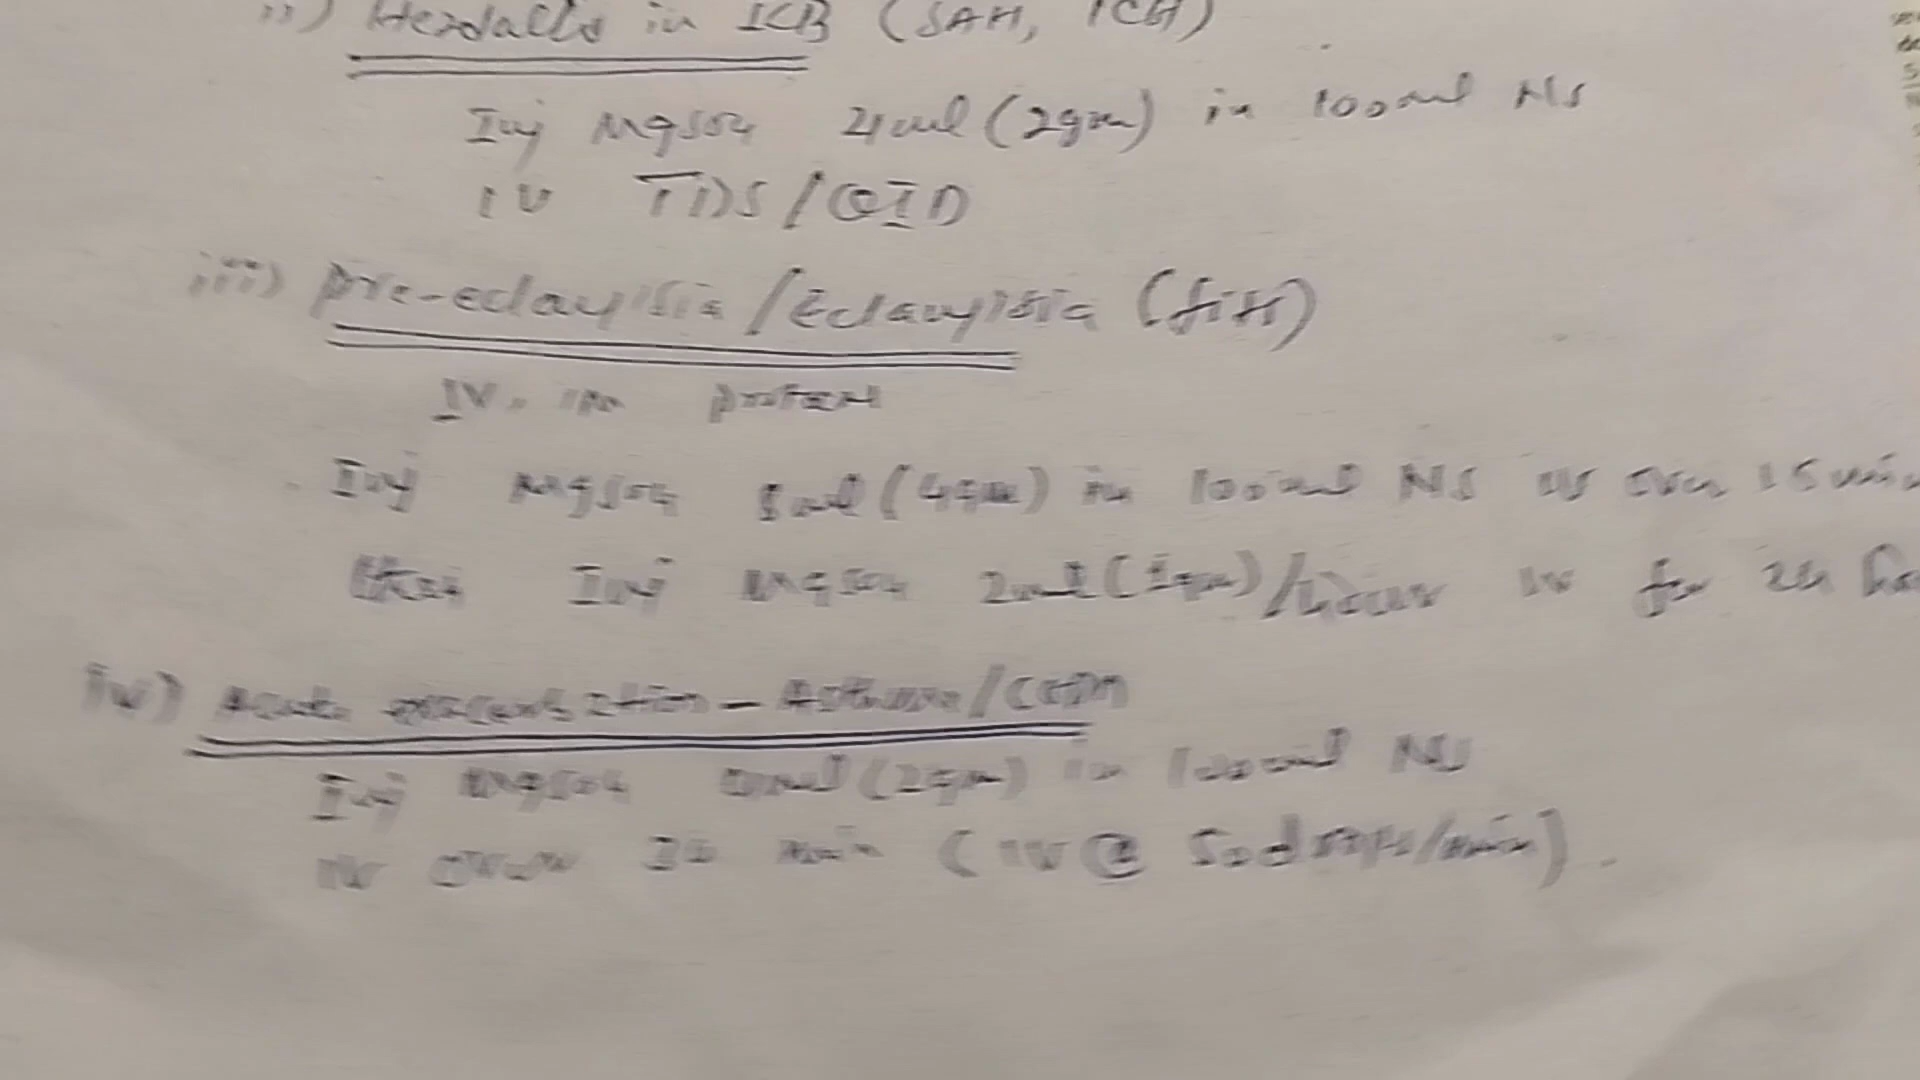 ii) Headache in ICB (SAH, ICH)
Inj MgSO4 4ml (2gm) in 100ml NS
IV TDS/QID
iii) Pre-eclampsia/Eclampsia (fits)
IV
Inj MgSO4 8ml (4gm) in 100ml NS IV over 15 min
then Inj MgSO4 2ml (1gm)/hour IV for 24
iv) Acute exacerbation - Asthma/COPD
Inj MgSO4 (2gm) in 100ml NS
IV over min (IV @ 50drops/min).